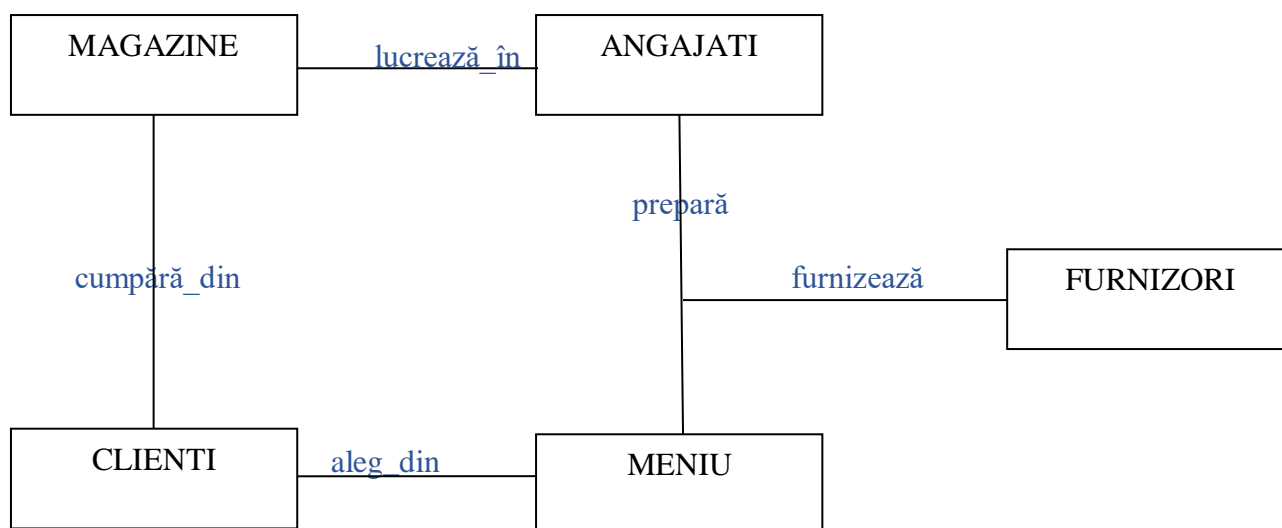 MAGAZINE
lucrează_în
ANGAJATI
prepară
cumpără_din
furnizează
FURNIZORI
CLIENTI
aleg_din
MENIU